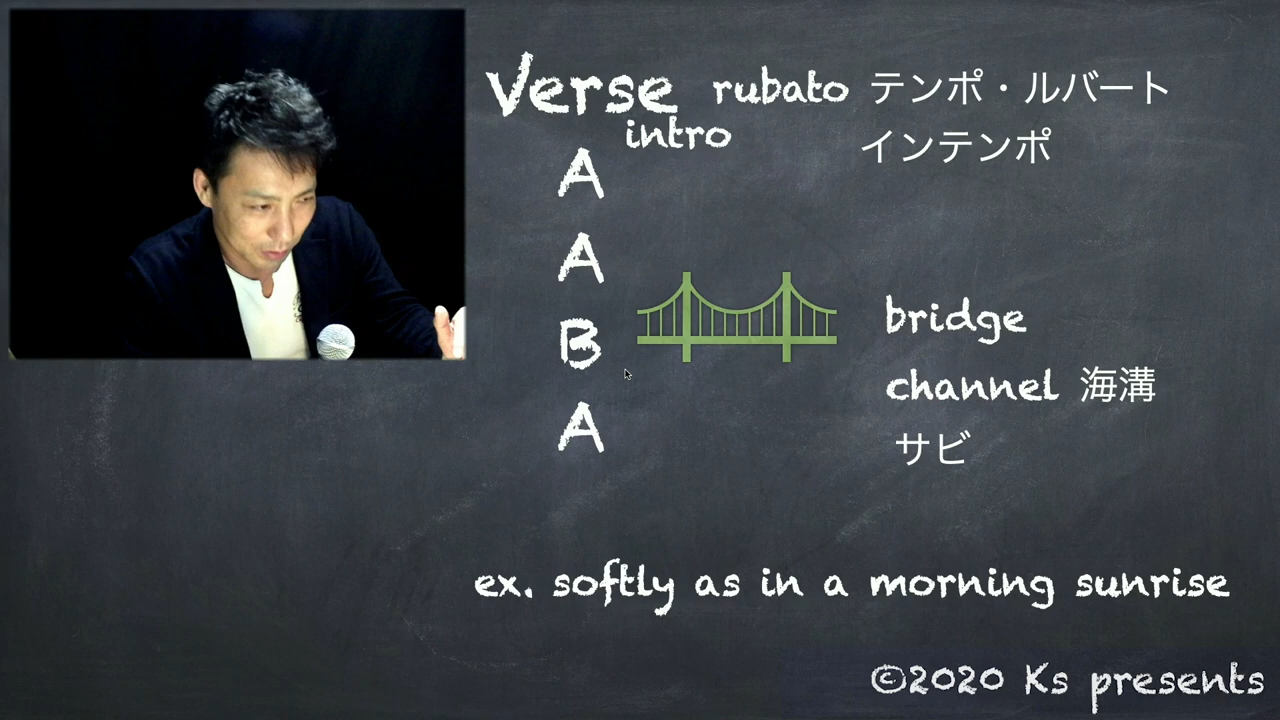 Verse rubato テンポ・ルバート
intro インテンポ
A
A
B bridge
channel 海溝
A サビ
ex. softly as in a morning sunrise
©2020 Ks presents